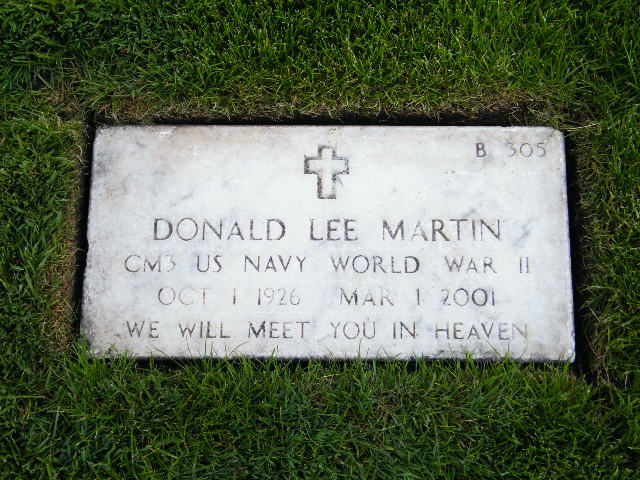 B 305
DONALD LEE MARTIN
CM3 US NAVY WORLD WAR II
OCT 1 1926 MAR 1 2001
WE WILL MEET YOU IN HEAVEN